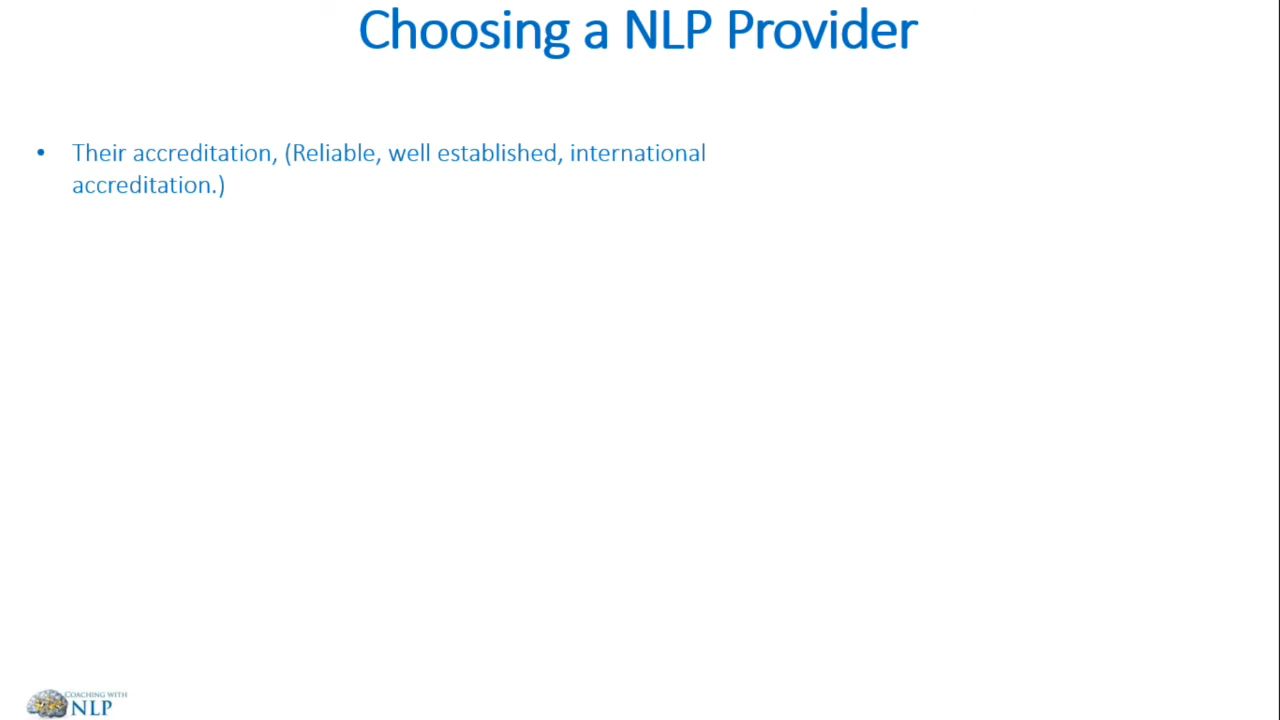 Choosing a NLP Provider
• Their accreditation, (Reliable, well established, international
accreditation.)
COACHING WITH
NLP